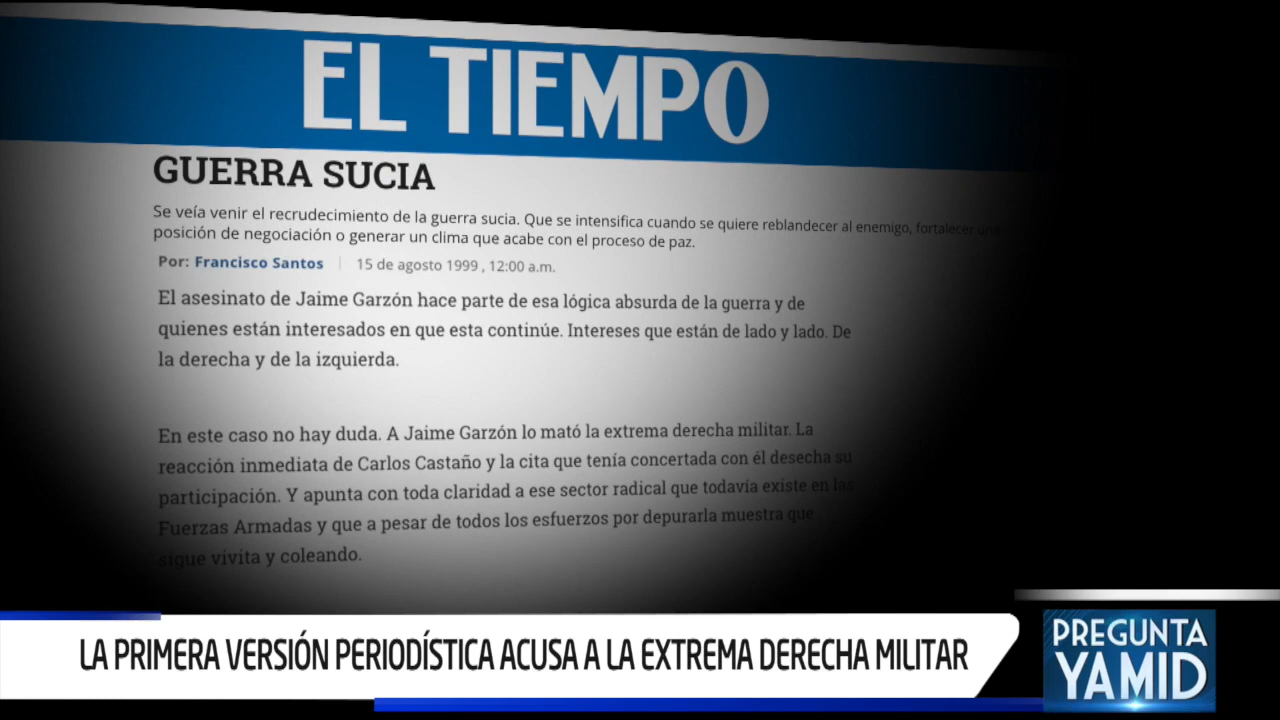 EL TIEMPO
GUERRA SUCIA
Se veía venir el recrudecimiento de la guerra sucia. Que se intensifica cuando se quiere reblandecer al enemigo, fortalecer una
posición de negociación o generar un clima que acabe con el proceso de paz.
Por: Francisco Santos | 15 de agosto 1999 , 12:00 a.m.
El asesinato de Jaime Garzón hace parte de esa lógica absurda de la guerra y de
quienes están interesados en que esta continúe. Intereses que están de lado y lado. De
la derecha y de la izquierda.
En este caso no hay duda. A Jaime Garzón lo mató la extrema derecha militar. La
reacción inmediata de Carlos Castaño y la cita que tenía concertada con él desecha su
participación. Y apunta con toda claridad a ese sector radical que todavía existe en las
Fuerzas Armadas y que a pesar de todos los esfuerzos por depurarla muestra que
sigue vivita y coleando.
LA PRIMERA VERSIÓN PERIODÍSTICA ACUSA A LA EXTREMA DERECHA MILITAR
PREGUNTA
YAMID